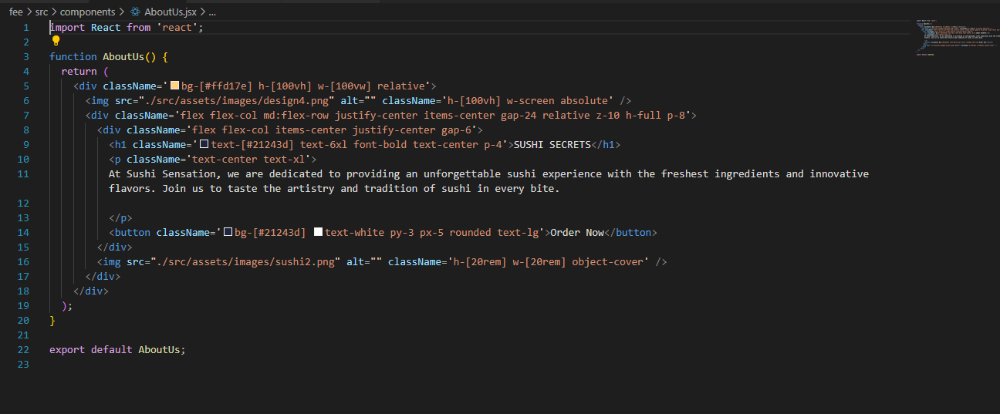 fee > src > components > AboutUs.jsx > ...
1 import React from 'react';
2
3 function AboutUs() {
4 return (
5 <div className='bg-[#ffd17e] h-[100vh] w-[100vw] relative'>
6 <img src="./src/assets/images/design4.png" alt="" className='h-[100vh] w-screen absolute' />
7 <div className='flex flex-col md:flex-row justify-center items-center gap-24 relative z-10 h-full p-8'>
8 <div className='flex flex-col items-center justify-center gap-6'>
9 <h1 className='text-[#21243d] text-6xl font-bold text-center p-4'>SUSHI SECRETS</h1>
10 <p className='text-center text-xl'>
11 At Sushi Sensation, we are dedicated to providing an unforgettable sushi experience with the freshest ingredients and innovative
flavors. Join us to taste the artistry and tradition of sushi in every bite.
12
13 </p>
14 <button className='bg-[#21243d] text-white py-3 px-5 rounded text-lg'>Order Now</button>
15 </div>
16 <img src="./src/assets/images/sushi2.png" alt="" className='h-[20rem] w-[20rem] object-cover' />
17 </div>
18 </div>
19 );
20 }
21
22 export default AboutUs;
23